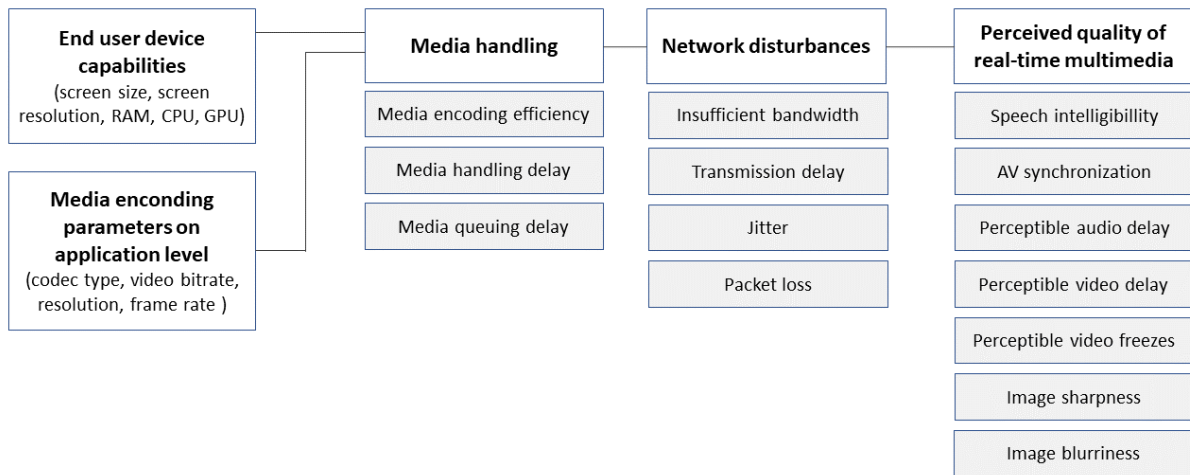 End user device
capabilities
(screen size, screen
resolution, RAM, CPU, GPU)
Media enconding
parameters on
application level
(codec type, video bitrate,
resolution, frame rate )
Media handling
Media encoding efficiency
Media handling delay
Media queuing delay
Network disturbances
Insufficient bandwidth
Transmission delay
Jitter
Packet loss
Perceived quality of
real-time multimedia
Speech intelligibillity
AV synchronization
Perceptible audio delay
Perceptible video delay
Perceptible video freezes
Image sharpness
Image blurriness